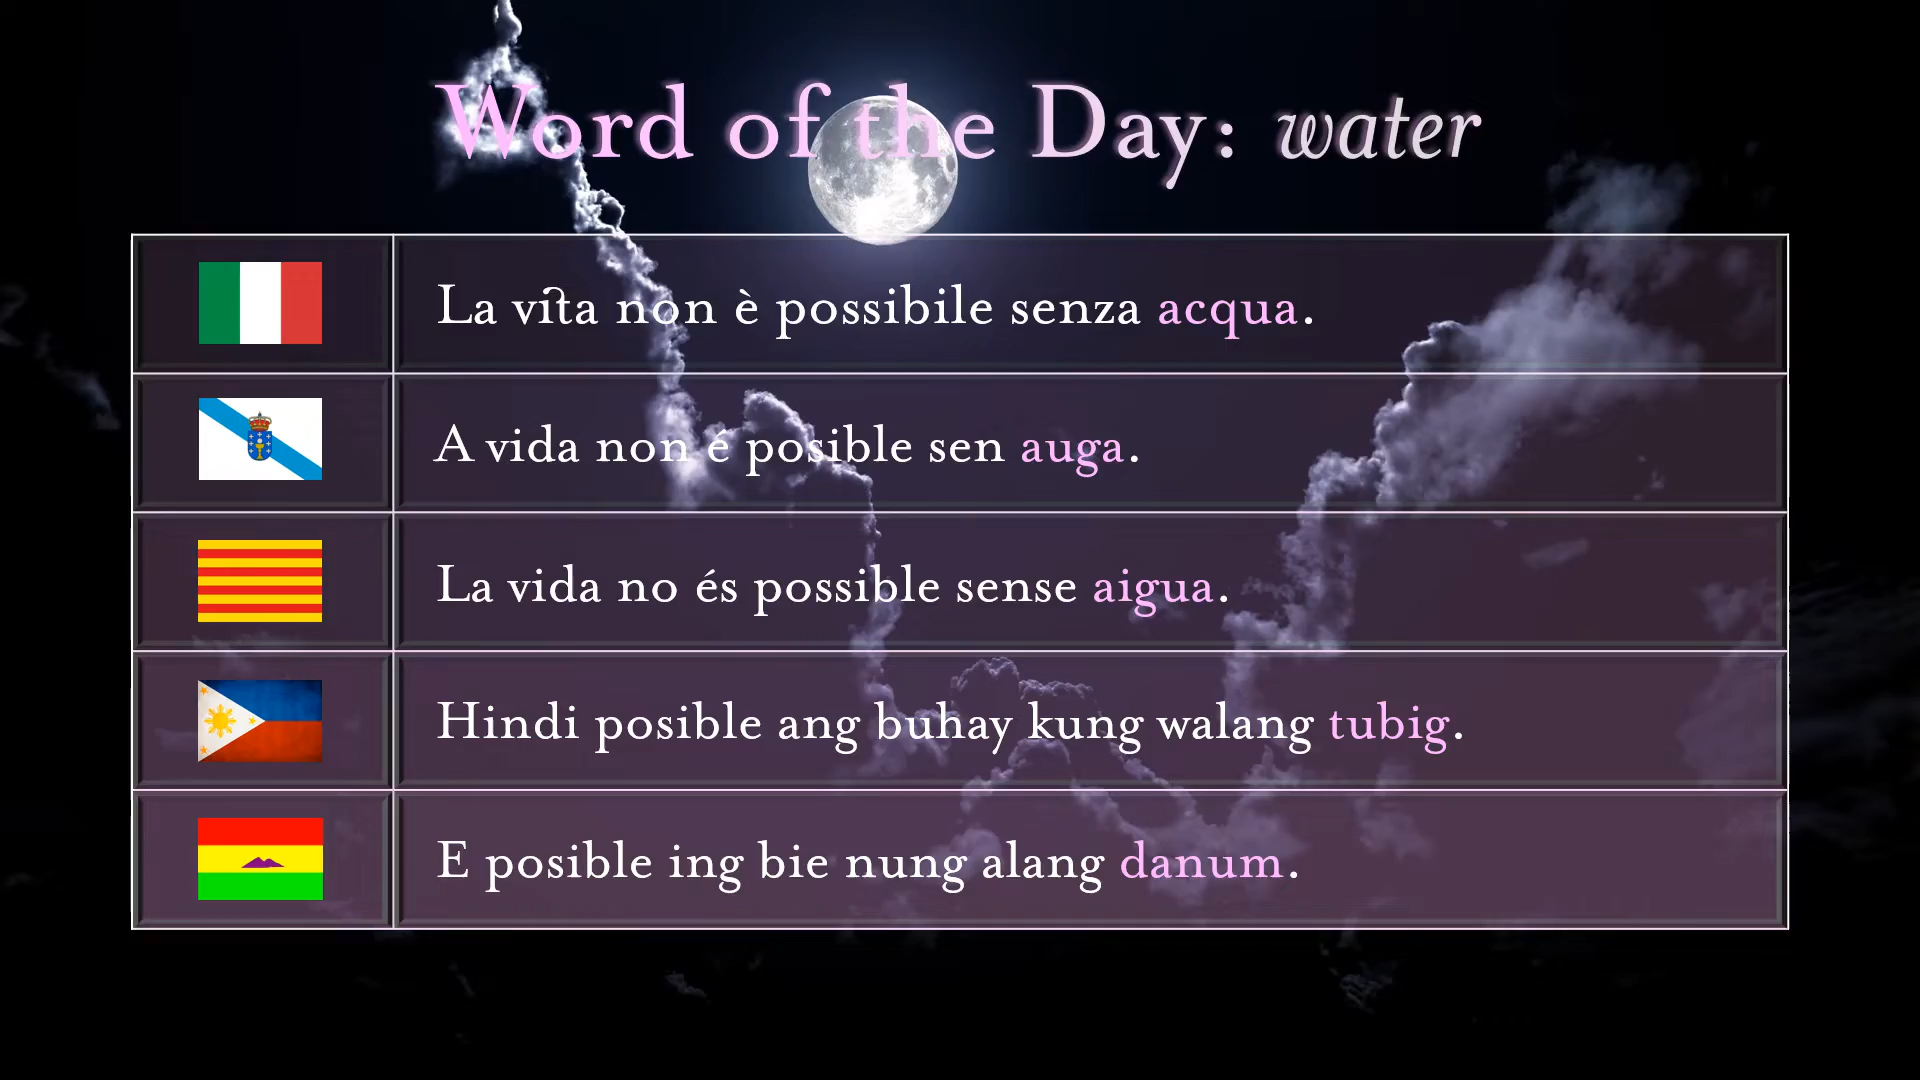 Word of the Day: water
La vita non è possibile senza acqua.
A vida non é posible sen auga.
La vida no és possible sense aigua.
Hindi posible ang buhay kung walang tubig.
E posible ing bie nung alang danum.